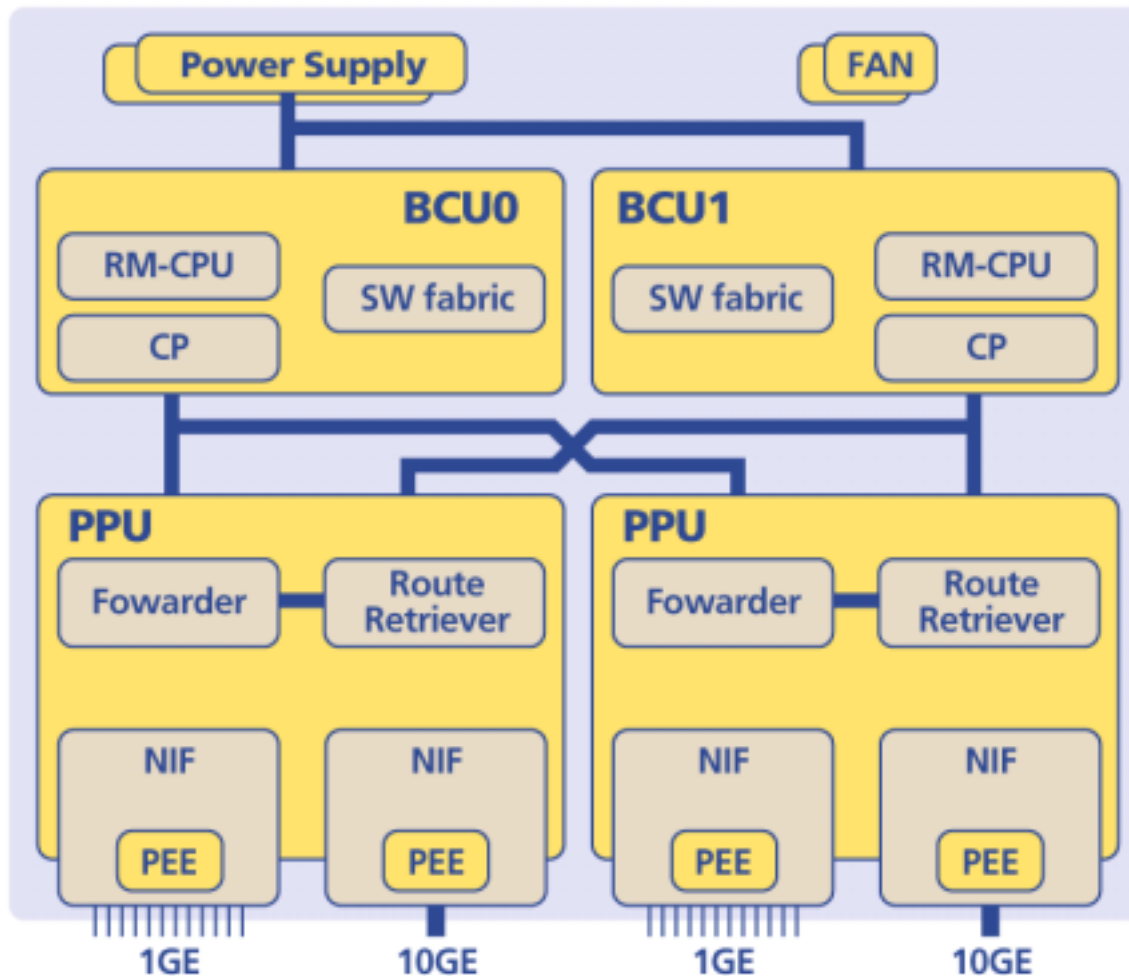 Power Supply
FAN
BCU0
RM-CPU
SW fabric
CP
BCU1
SW fabric
RM-CPU
CP
PPU
Fowarder
Route
Retriever
NIF
PEE
NIF
PEE
1GE
10GE
PPU
Fowarder
Route
Retriever
NIF
PEE
NIF
PEE
1GE
10GE